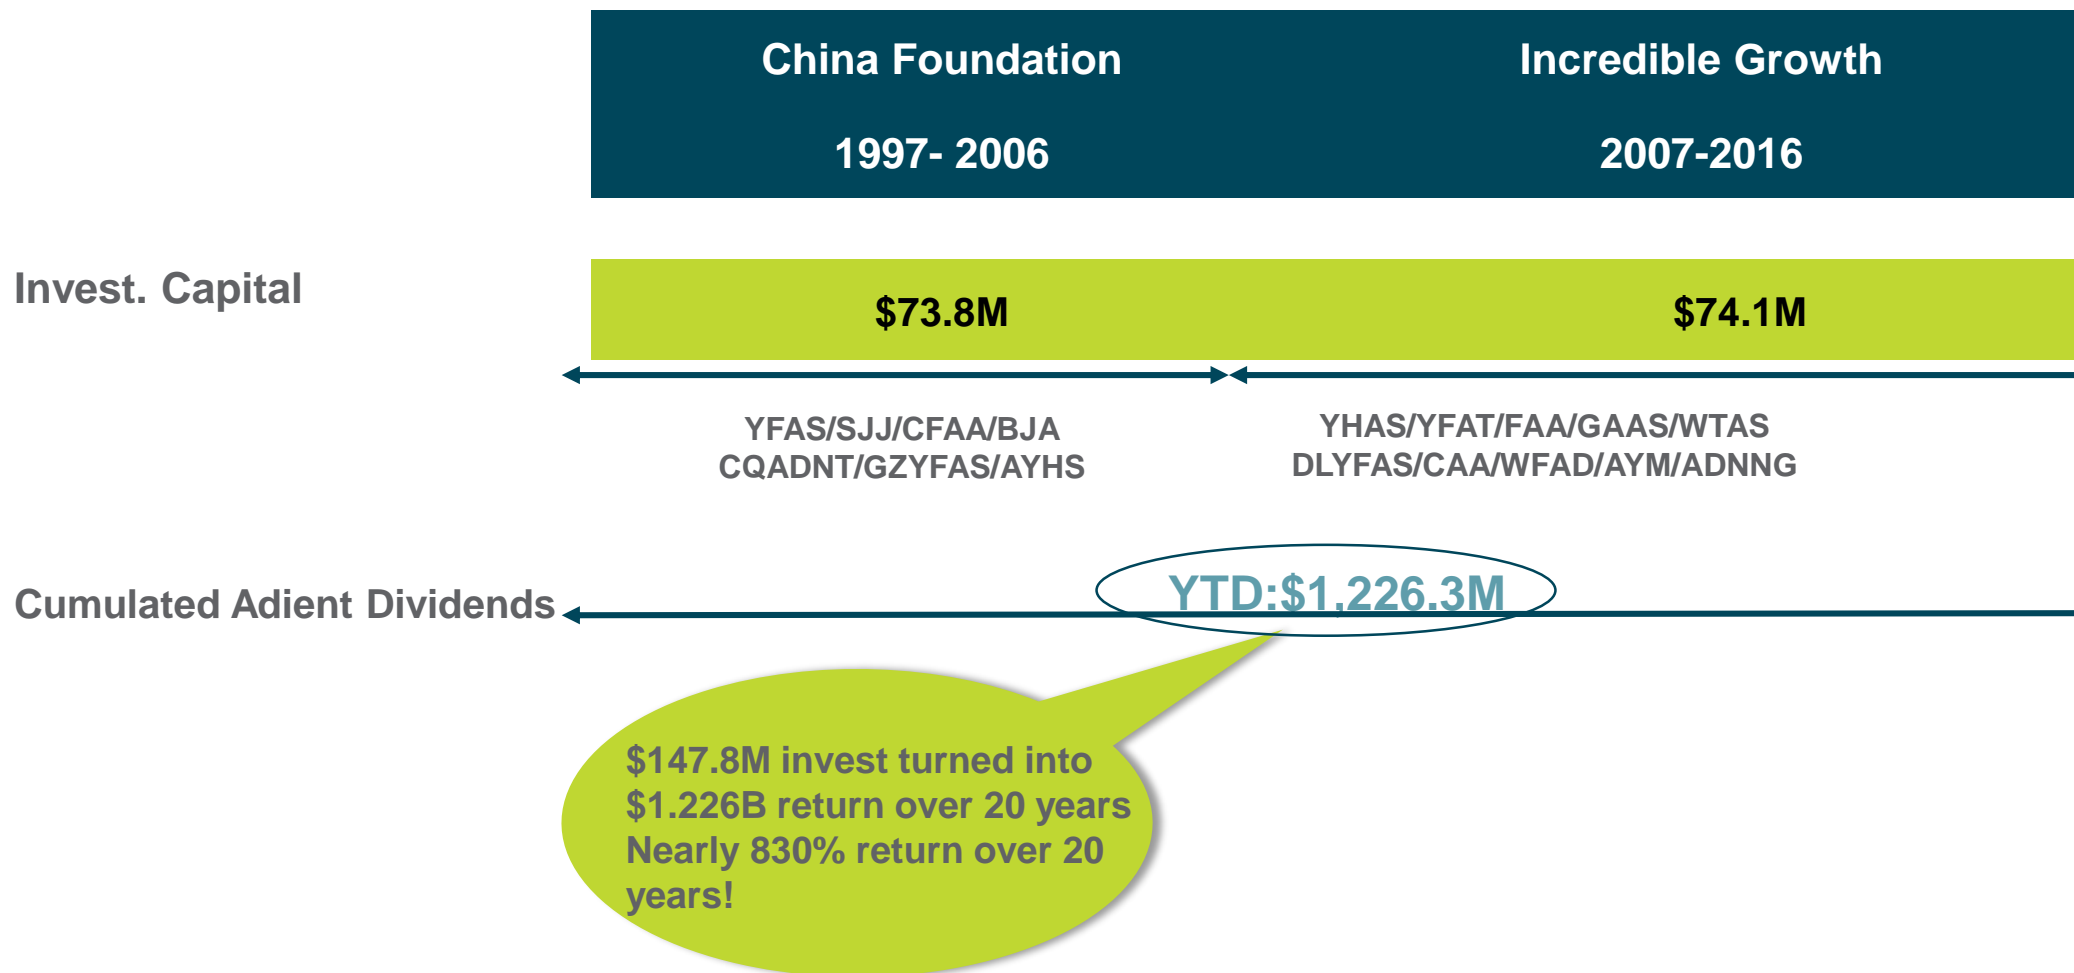 China Foundation
Incredible Growth
1997- 2006
2007-2016
Invest. Capital
$73.8M
$74.1M
YFAS/SJJ/CFAA/BJA
CQADNT/GZYFAS/AYHS
YHAS/YFAT/FAA/GAAS/WTAS
DLYFAS/CAA/WFAD/AYM/ADNNG
Cumulated Adient Dividends
YTD:$1,226.3M
$147.8M invest turned into
$1.226B return over 20 years
Nearly 830% return over 20
years!